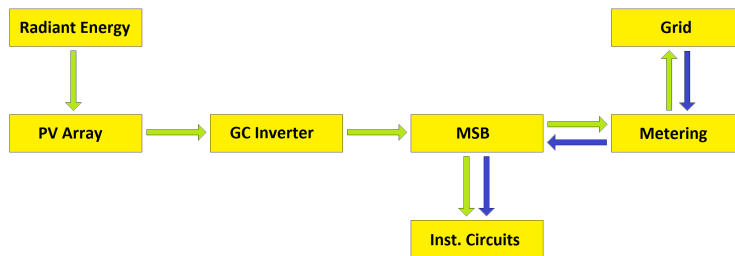 Radiant Energy
Grid
PV Array
GC Inverter
MSB
Metering
Inst. Circuits